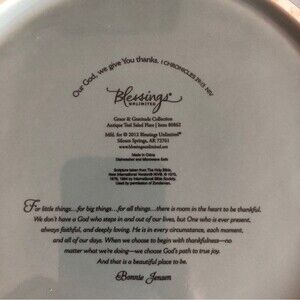 Our God, we give You thanks. 1 CHRONICLES 29:13 NIV
Blessings®
UNLIMITED
Grace & Gratitude Collection
Antique Teal Salad Plate | Item 80862
Mfd. for © 2012 Blessings Unlimited®
Siloam Springs, AR 72761
www.blessingsunlimited.net
Made in China
Dishwasher and Microwave Safe
Scripture taken from The Holy Bible,
New International Version® NIV®. © 1973,
1978, 1984 by International Bible Society.
Used by permission of Zondervan.
For little things...for big things...for all things...there is room in the heart to be thankful.
We don't have a God who steps in and out of our lives, but One who is ever present,
always faithful, and deeply loving. He is in every circumstance, each moment,
and all of our days. When we choose to begin with thankfulness—no
matter what we're doing—we choose God's path to true joy.
And that is a beautiful place to be.
Bonnie Jensen